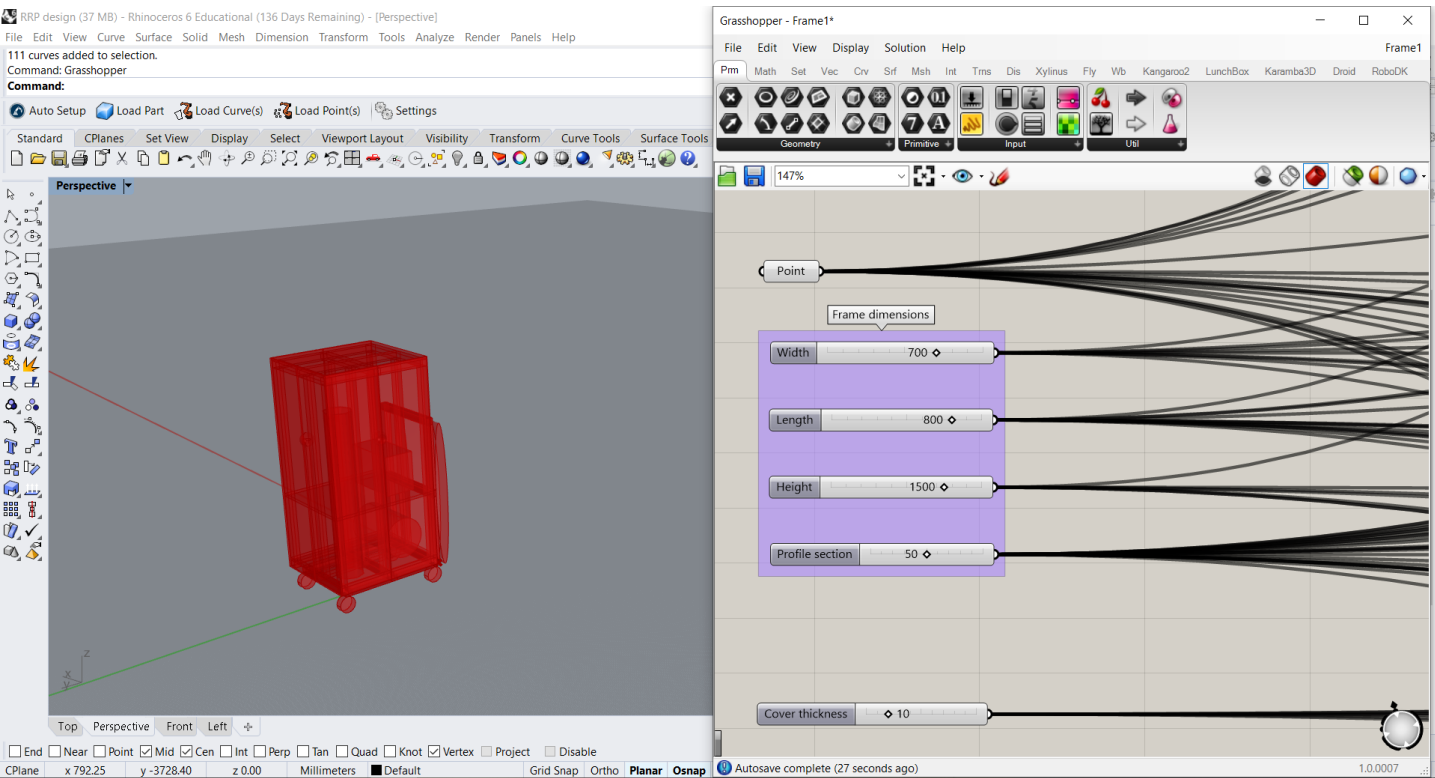 RRP design (37 MB) - Rhinoceros 6 Educational (136 Days Remaining) - [Perspective]
File Edit View Curve Surface Solid Mesh Dimension Transform Tools Analyze Render Panels Help
111 curves added to selection.
Command: Grasshopper
Command:
Auto Setup Load Part Load Curve(s) Load Point(s) Settings
Standard CPlanes Set View Display Select Viewport Layout Visibility Transform Curve Tools Surface Tools
Perspective
z
x
y
Top Perspective Front Left
End Near Point Mid Cen Int Perp Tan Quad Knot Vertex Project Disable
CPlane x 792.25 y -3728.40 z 0.00 Millimeters Default Grid Snap Ortho Planar Osnap
Grasshopper - Frame1*
File Edit View Display Solution Help Frame1
Prm Math Set Vec Crv Srf Msh Int Trns Dis Xylinus Fly Wb Kangaroo2 LunchBox Karamba3D Droid RoboDK
Geometry Primitive Input Util
147%
Point
Frame dimensions
Width 700
Length 800
Height 1500
Profile section 50
Cover thickness 10
Autosave complete (27 seconds ago) 1.0.0007